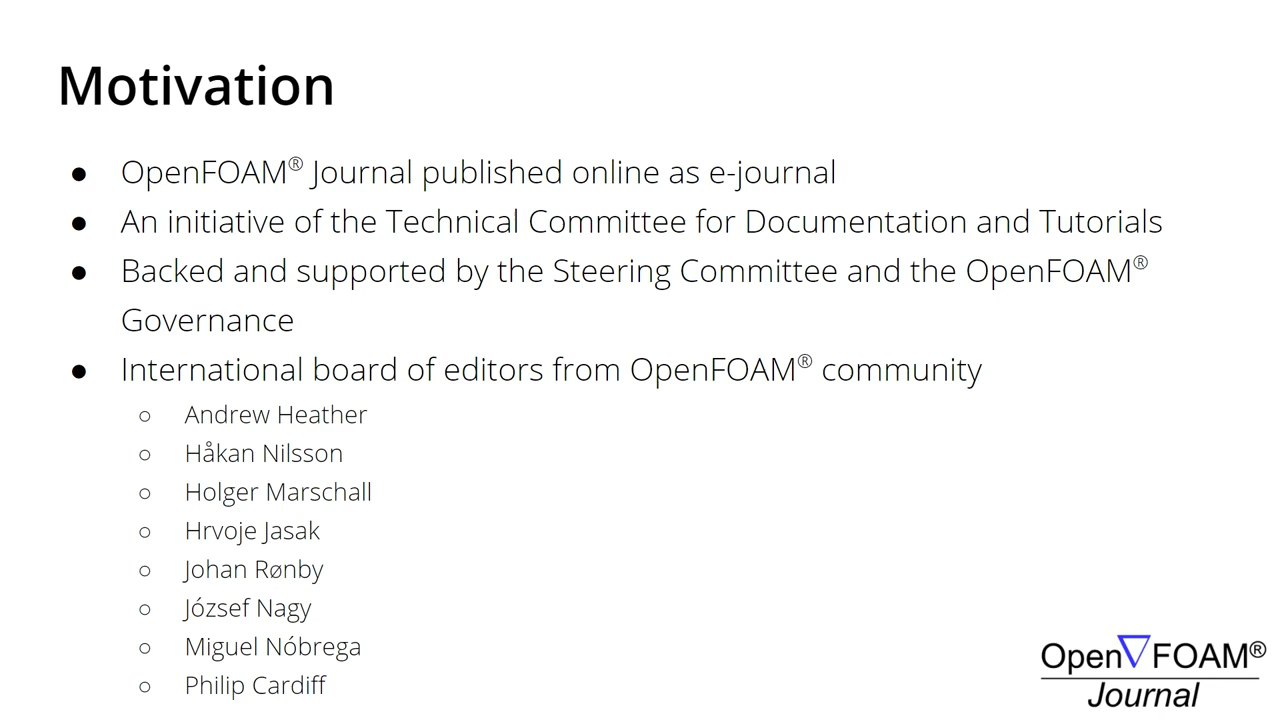 Motivation
● OpenFOAM® Journal published online as e-journal
● An initiative of the Technical Committee for Documentation and Tutorials
● Backed and supported by the Steering Committee and the OpenFOAM®
Governance
● International board of editors from OpenFOAM® community
○ Andrew Heather
○ Håkan Nilsson
○ Holger Marschall
○ Hrvoje Jasak
○ Johan Rønby
○ József Nagy
○ Miguel Nóbrega
○ Philip Cardiff
Open∇FOAM®
Journal